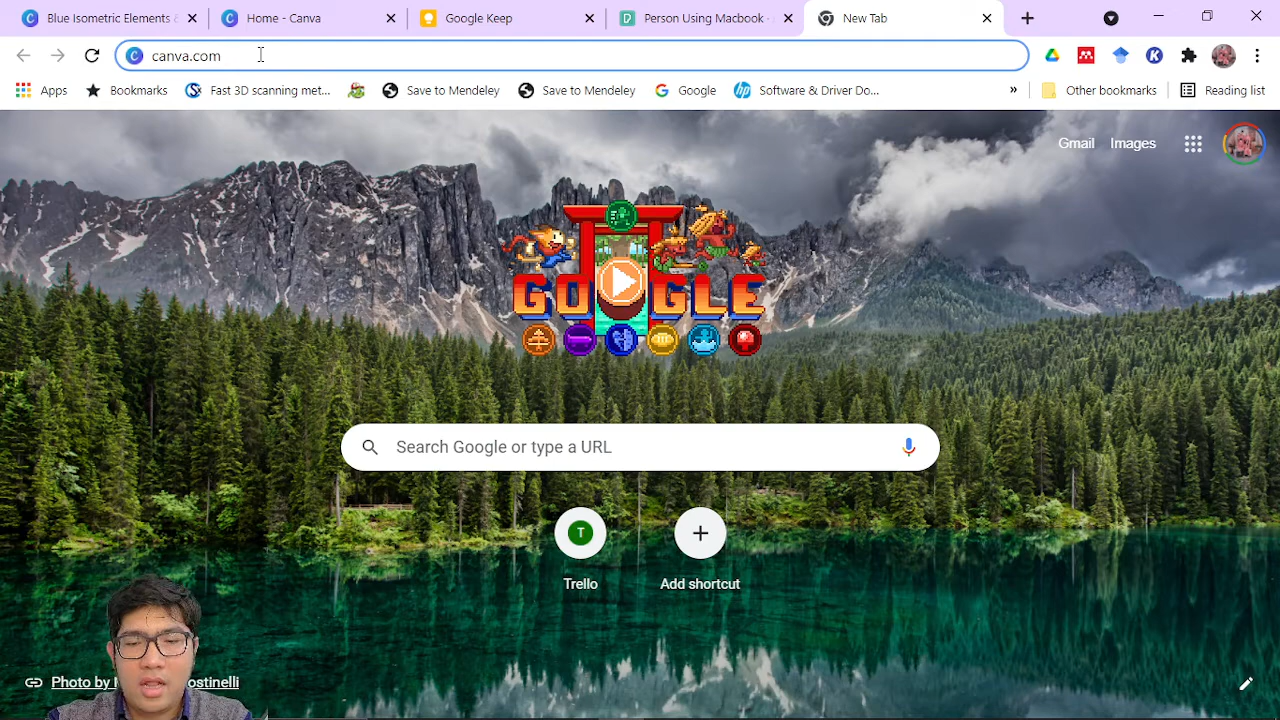 Blue Isometric Elements &
Home - Canva
Google Keep
Person Using Macbook ·
New Tab
canva.com
Apps
Bookmarks
Fast 3D scanning met...
Save to Mendeley
Save to Mendeley
Google
Software & Driver Do...
»
Other bookmarks
Reading list
Gmail
Images
GOOGLE
Search Google or type a URL
T
Trello
Add shortcut
Photo by
ostinelli